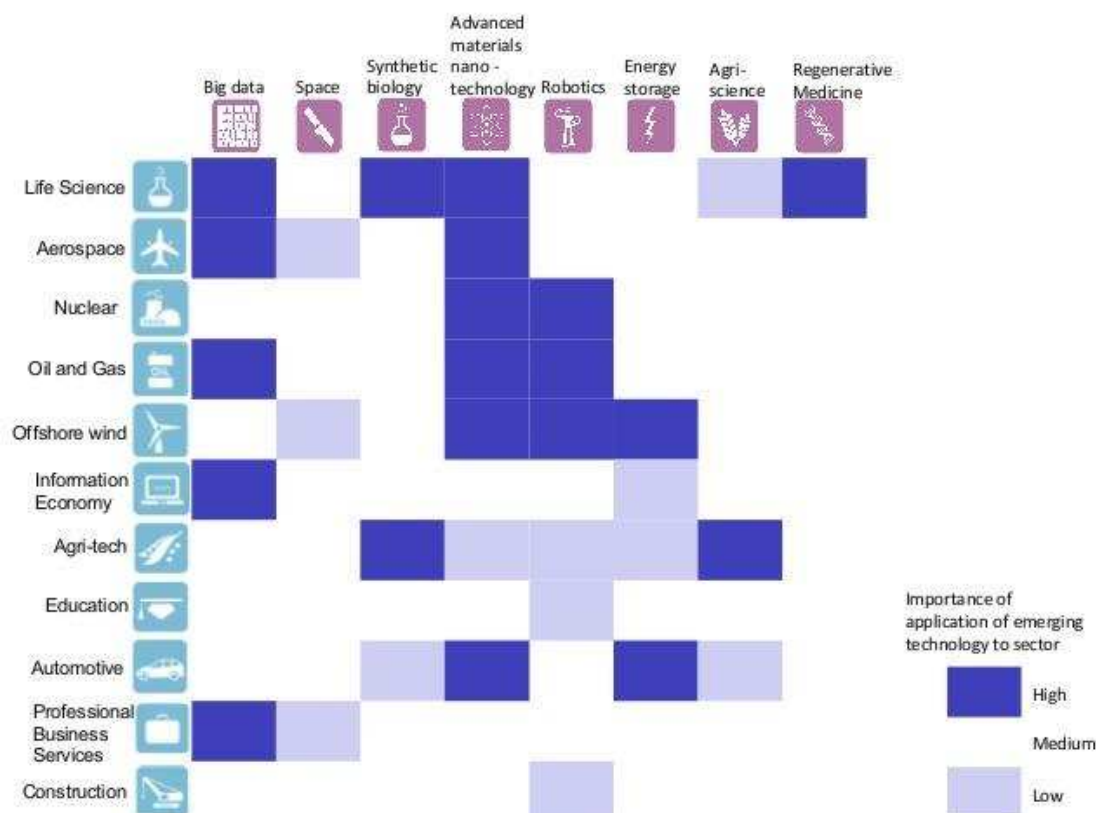 Advanced
materials
nano -
technology
Synthetic
biology
Energy
storage
Agri-
science
Regenerative
Medicine
Big data
Space
Robotics
Life Science
Aerospace
Nuclear
Oil and Gas
OIL
Offshore wind
Information
Economy
Agri-tech
Education
Automotive
Professional
Business
Services
Construction
Importance of
application of emerging
technology to sector
High
Medium
Low